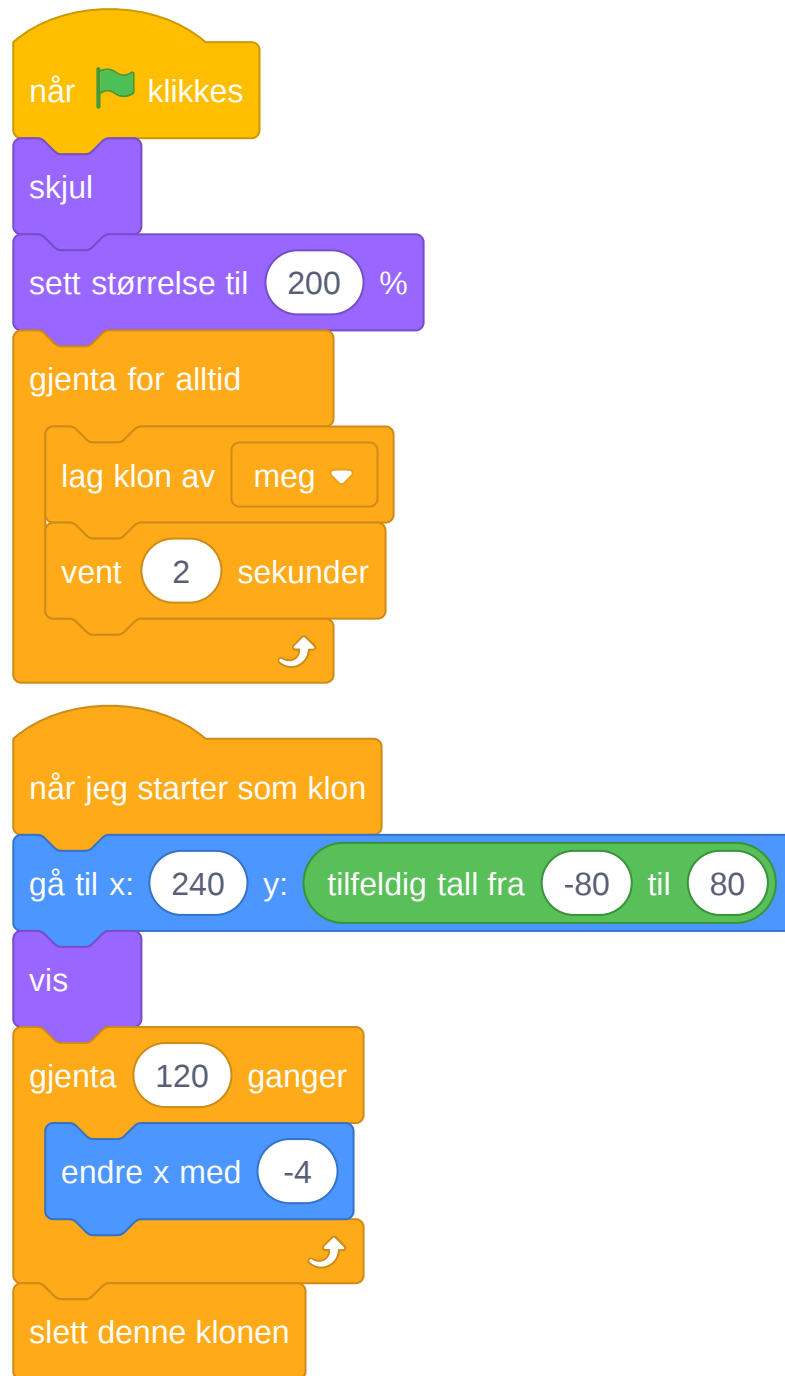 når klikkes
skjul
sett størrelse til 200 %
gjenta for alltid
lag klon av meg
vent 2 sekunder
når jeg starter som klon
gå til x: 240 y: tilfeldig tall fra -80 til 80
vis
gjenta 120 ganger
endre x med -4
slett denne klonen